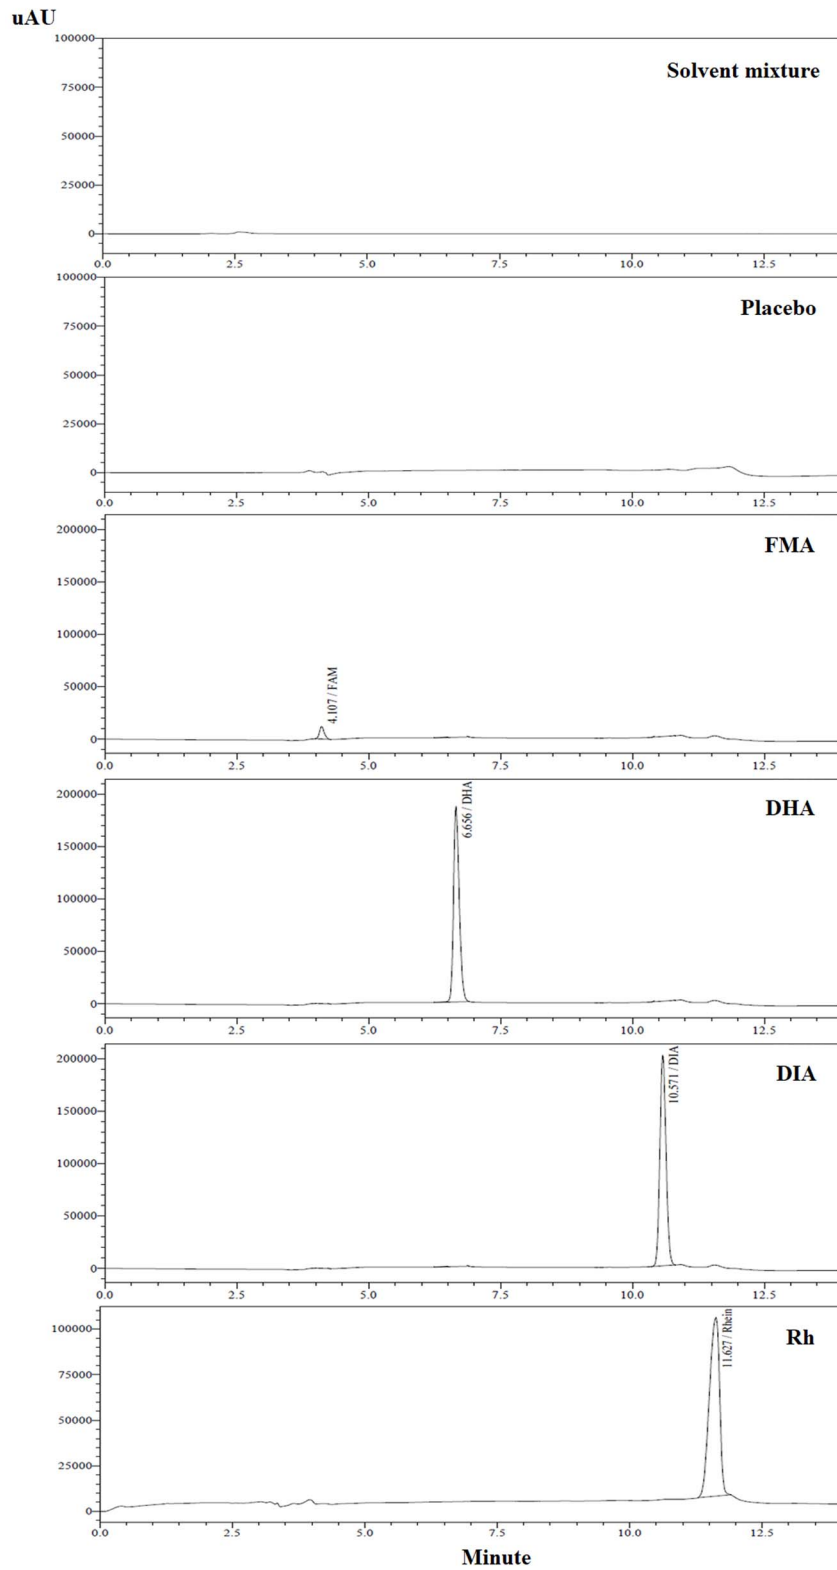 uAU
Solvent mixture
100000
75000
50000
25000
0
0.0 2.5 5.0 7.5 10.0 12.5
Placebo
100000
75000
50000
25000
0
0.0 2.5 5.0 7.5 10.0 12.5
FMA
200000
150000
100000
50000
0
4.107 / FAM
0.0 2.5 5.0 7.5 10.0 12.5
DHA
200000
150000
100000
50000
0
6.656 / DHA
0.0 2.5 5.0 7.5 10.0 12.5
DIA
200000
150000
100000
50000
0
10.571 / DIA
0.0 2.5 5.0 7.5 10.0 12.5
Rh
100000
75000
50000
25000
0
11.627 / Rhein
0.0 2.5 5.0 7.5 10.0 12.5
Minute